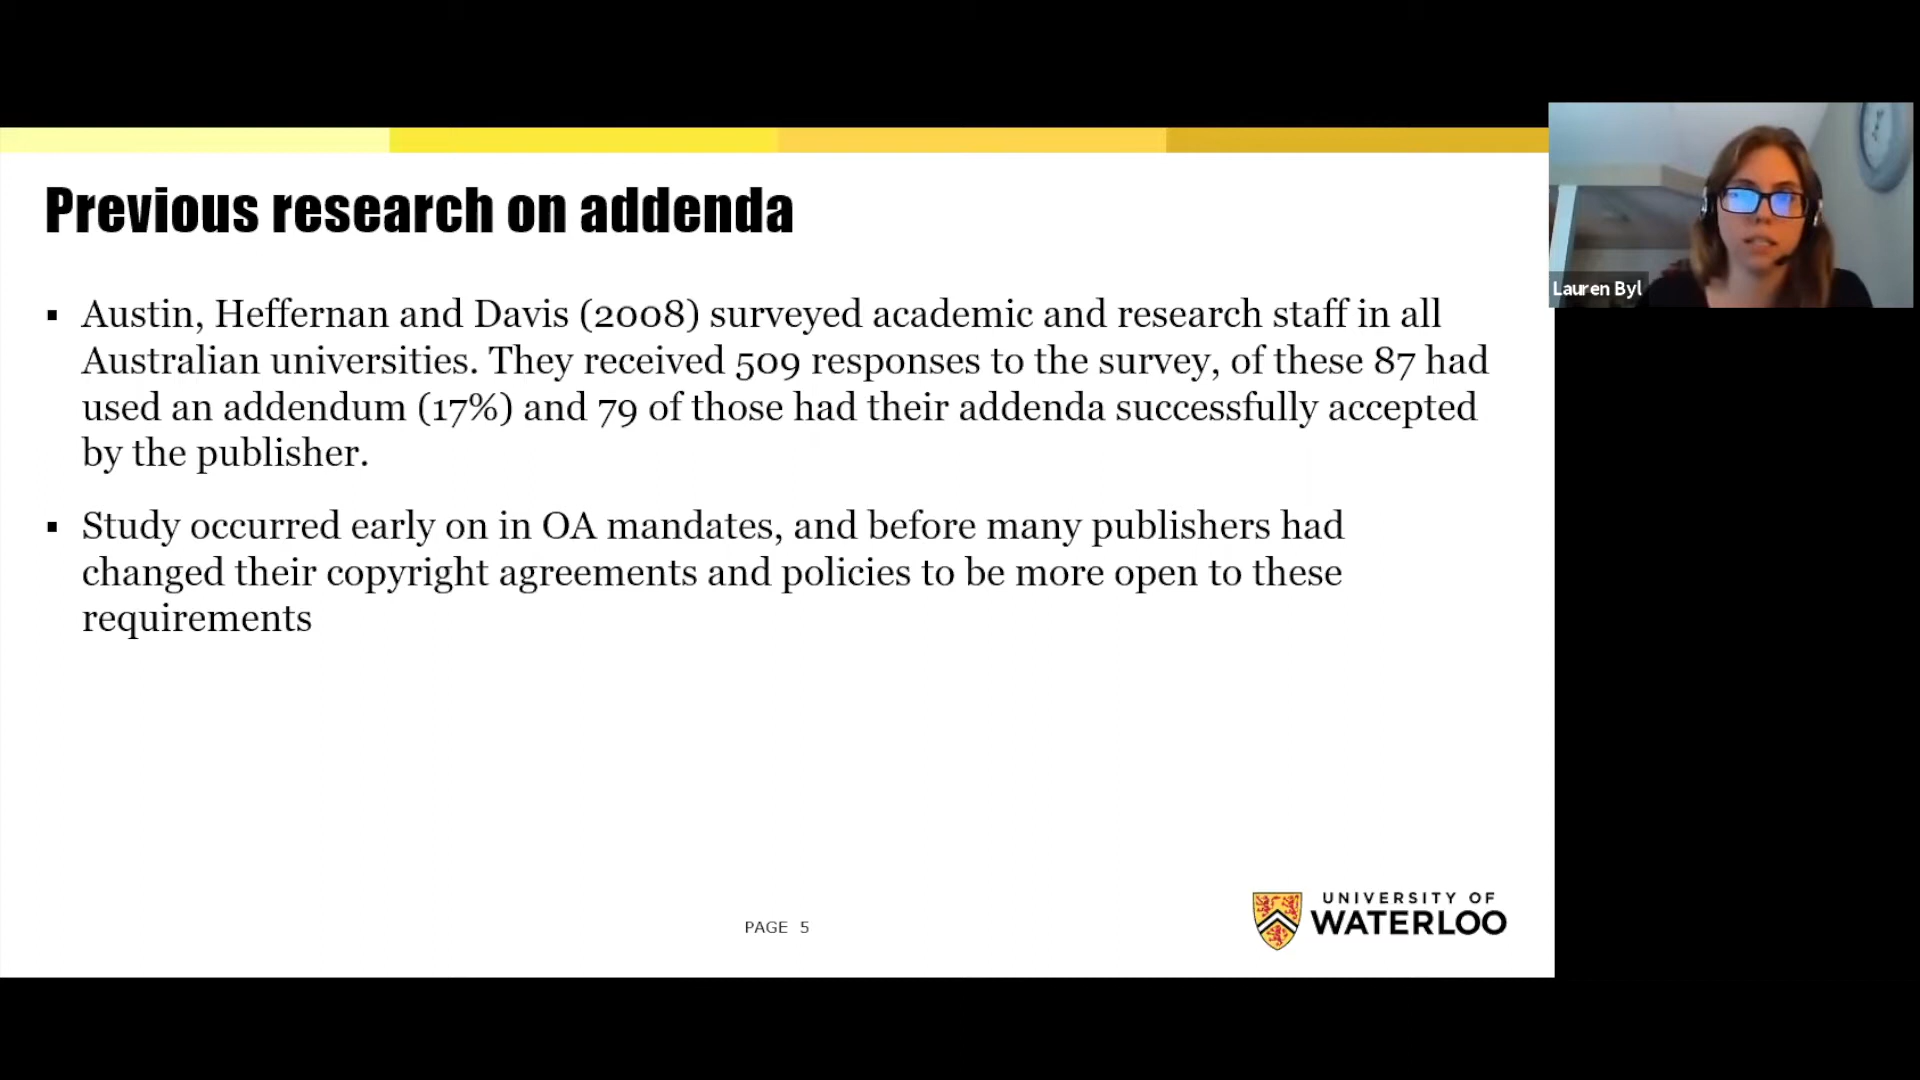 Previous research on addenda
▪ Austin, Heffernan and Davis (2008) surveyed academic and research staff in all
Australian universities. They received 509 responses to the survey, of these 87 had
used an addendum (17%) and 79 of those had their addenda successfully accepted
by the publisher.
▪ Study occurred early on in OA mandates, and before many publishers had
changed their copyright agreements and policies to be more open to these
requirements
Lauren Byl
PAGE 5
UNIVERSITY OF
WATERLOO